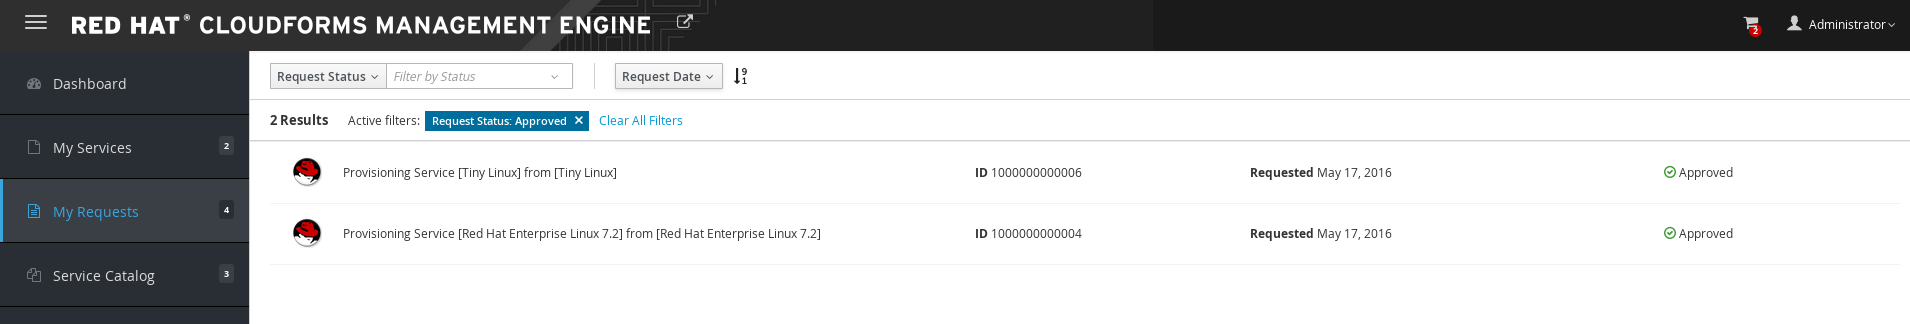 RED HAT® CLOUDFORMS MANAGEMENT ENGINE
2
Administrator
Dashboard
My Services 2
My Requests 4
Service Catalog 3
Request Status Filter by Status Request Date 9 1
2 Results Active filters: Request Status: Approved × Clear All Filters
Provisioning Service [Tiny Linux] from [Tiny Linux] ID 1000000000006 Requested May 17, 2016 Approved
Provisioning Service [Red Hat Enterprise Linux 7.2] from [Red Hat Enterprise Linux 7.2] ID 1000000000004 Requested May 17, 2016 Approved